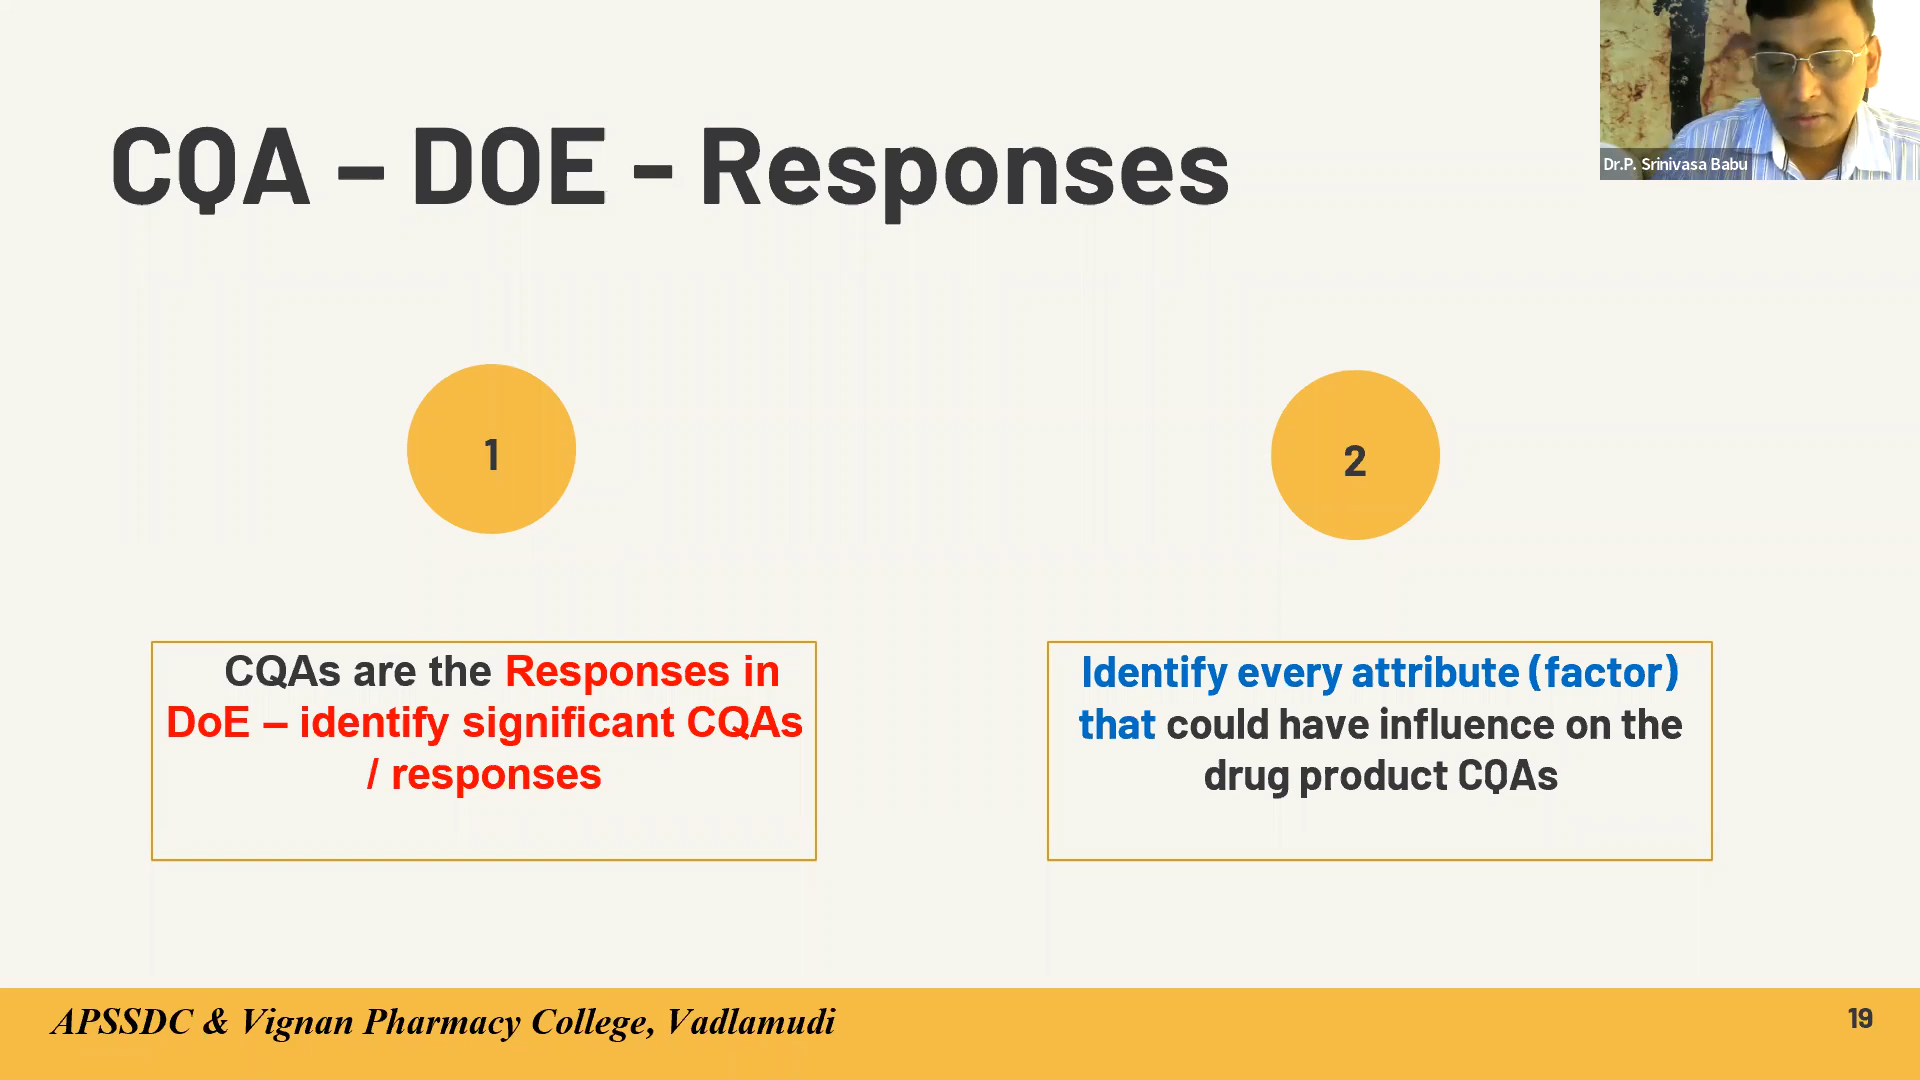 CQA – DOE - Responses
Dr.P. Srinivasa Babu
1
2
CQAs are the Responses in
DoE – identify significant CQAs
/ responses
Identify every attribute (factor)
that could have influence on the
drug product CQAs
APSSDC & Vignan Pharmacy College, Vadlamudi
19